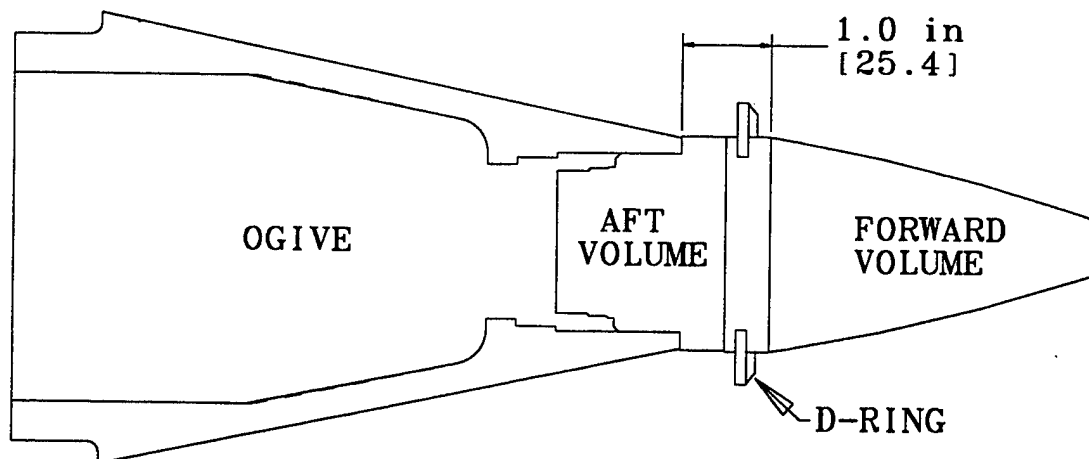 1.0 in
[25.4]
OGIVE
AFT
VOLUME
FORWARD
VOLUME
D-RING